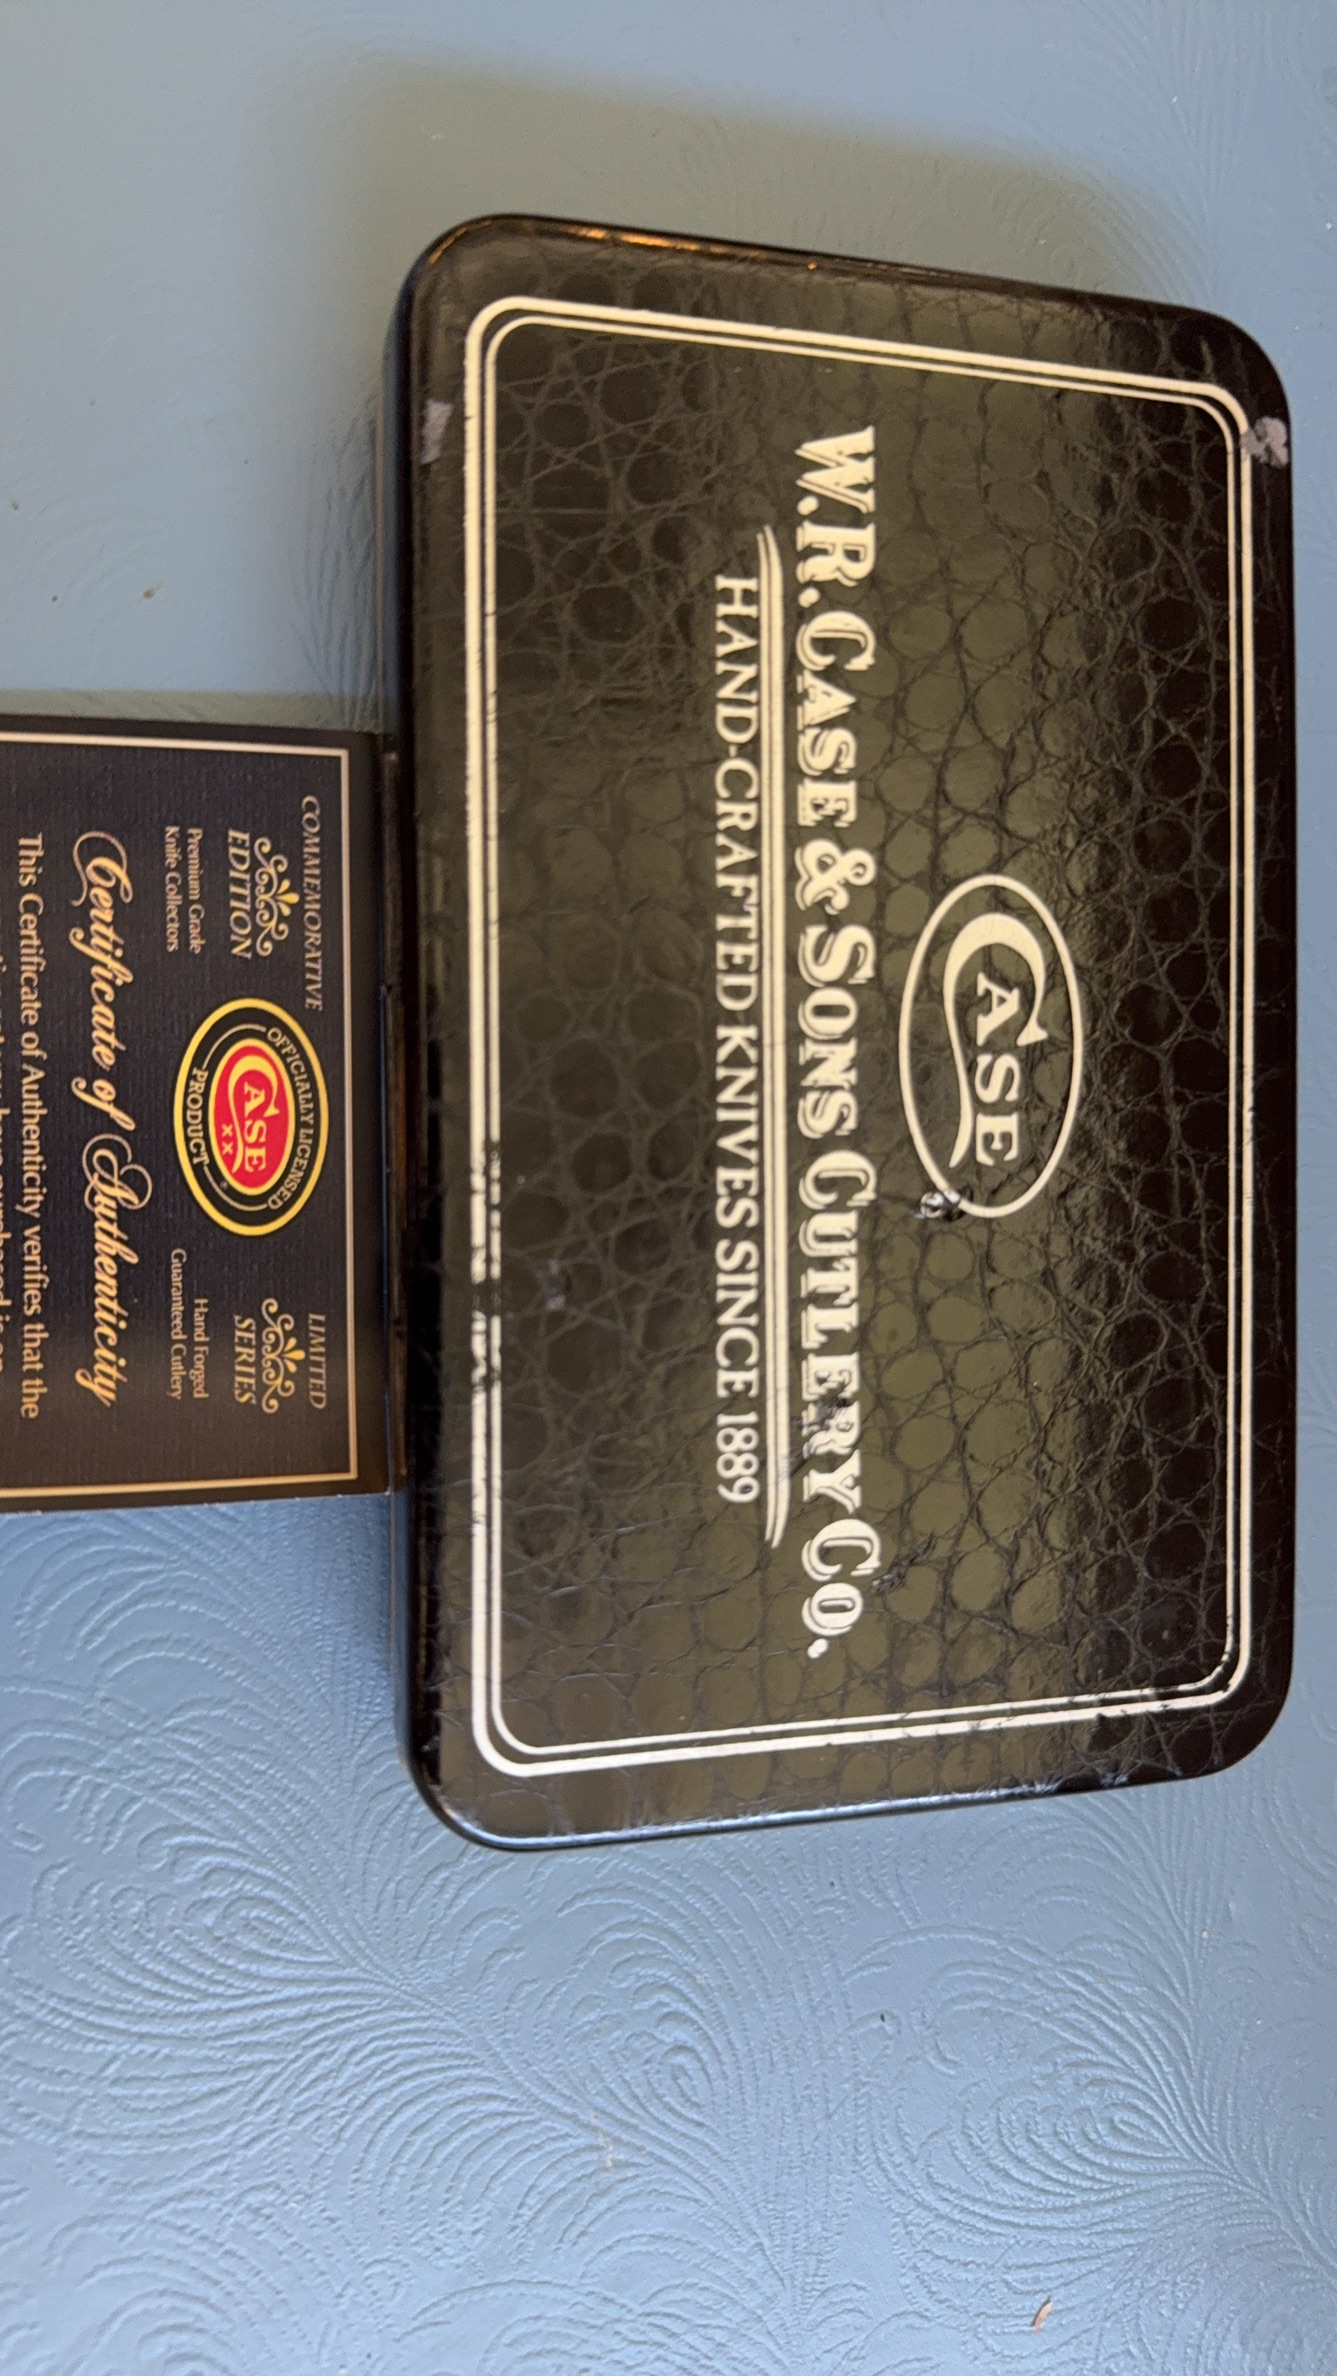 CASE
W.R. CASE & SONS CUTLERY CO.
HAND-CRAFTED KNIVES SINCE 1889
COMMEMORATIVE
EDITION
Premium Grade
Knife Collectors
OFFICIALLY LICENSED
CASE
XX
PRODUCT
LIMITED
SERIES
Hand Forged
Guaranteed Cutlery
Certificate of Authenticity
This Certificate of Authenticity verifies that the